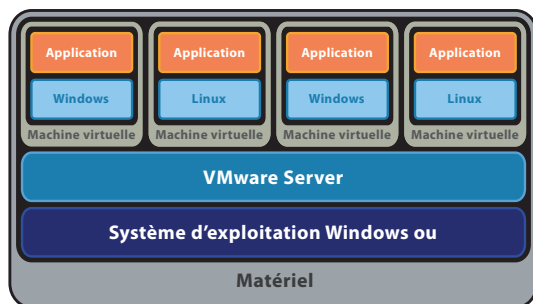 Application Application Application Application
Windows Linux Windows Linux
Machine virtuelle Machine virtuelle Machine virtuelle Machine virtuelle
VMware Server
Système d’exploitation Windows ou
Matériel